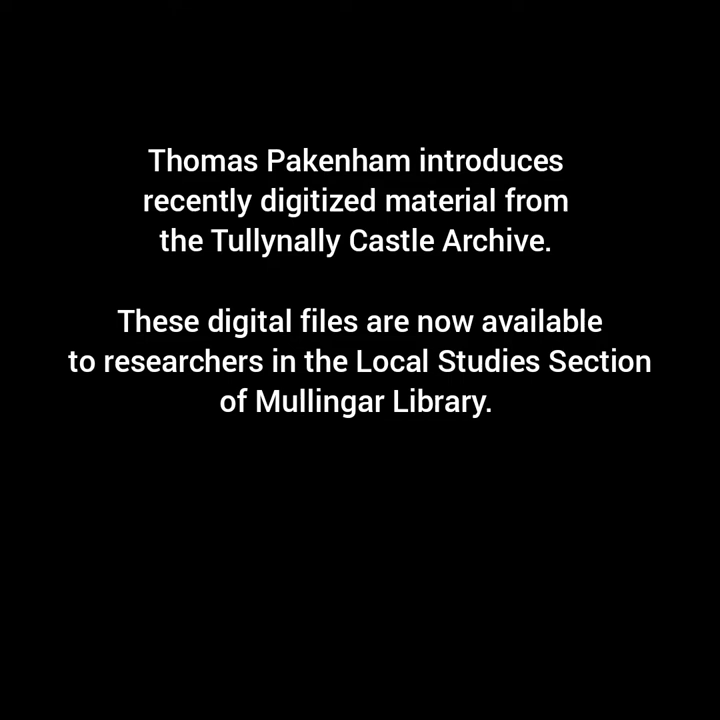 Thomas Pakenham introduces
recently digitized material from
the Tullynally Castle Archive.
These digital files are now available
to researchers in the Local Studies Section
of Mullingar Library.